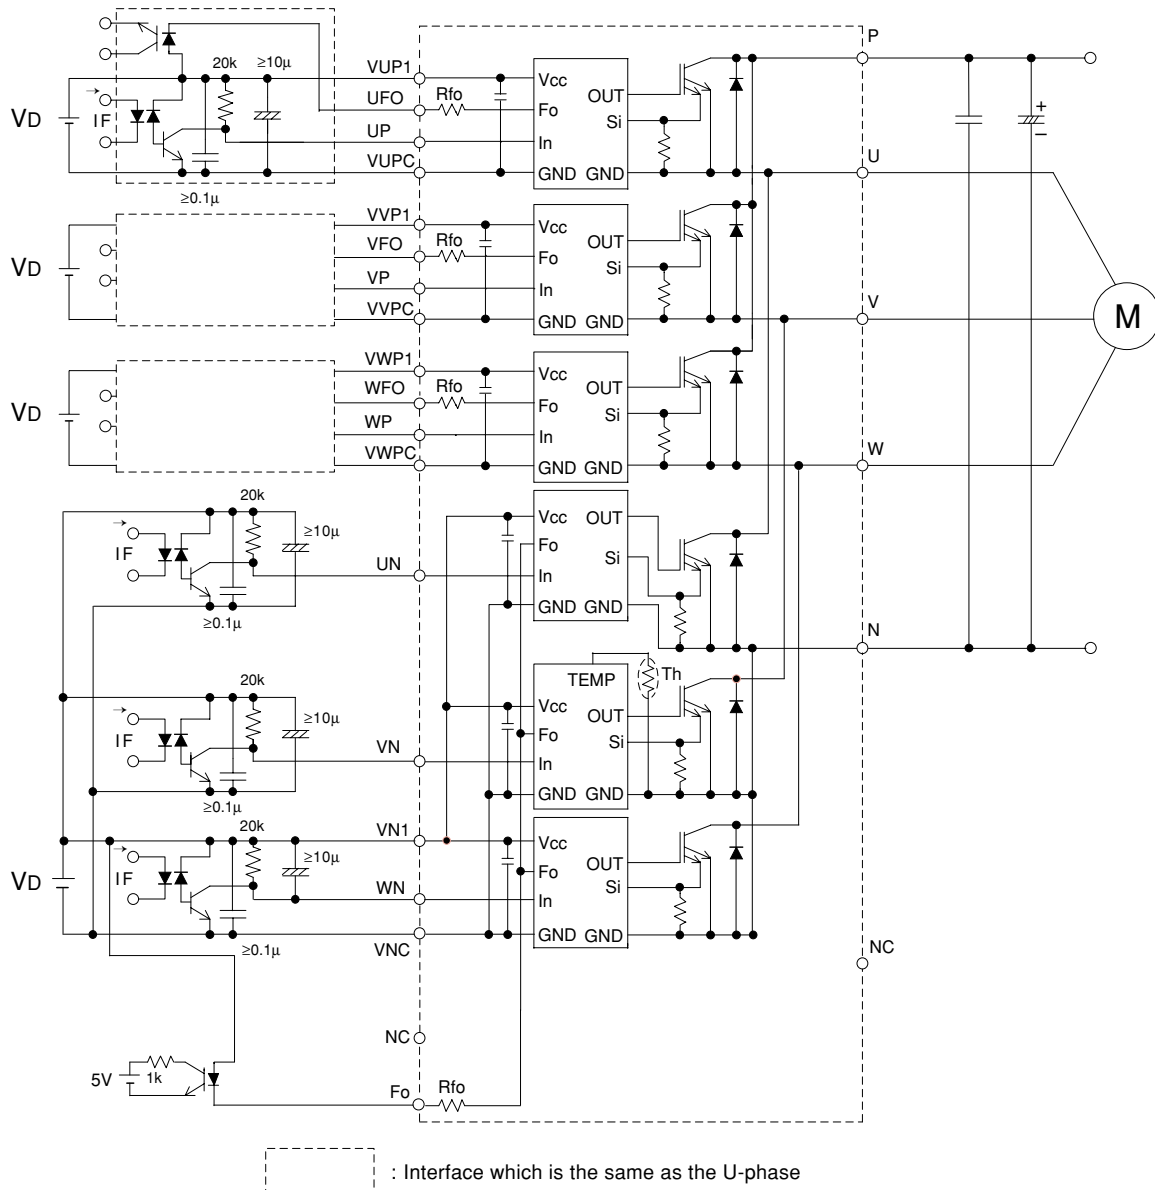 P
20k ≥10μ VUP1
Vcc
UFO Rfo OUT
Fo
VD IF Si
UP
In
U
VUPC
GND GND
≥0.1μ
VVP1
Vcc
VFO Rfo OUT
Fo
VD Si
VP
In
V
VVPC
GND GND
M
VWP1
Vcc
WFO Rfo OUT
Fo
VD Si
WP
In
W
VWPC
GND GND
20k
≥10μ
Vcc OUT
IF Fo
UN Si
In
GND GND
≥0.1μ
N
TEMP Th
20k
≥10μ
Vcc
OUT
IF Fo
VN Si
In
GND GND
≥0.1μ
20k VN1
Vcc
≥10μ
OUT
VD IF Fo
WN Si
In
GND GND
≥0.1μ VNC
NC
NC
5V 1k
Fo Rfo
: Interface which is the same as the U-phase
+
–